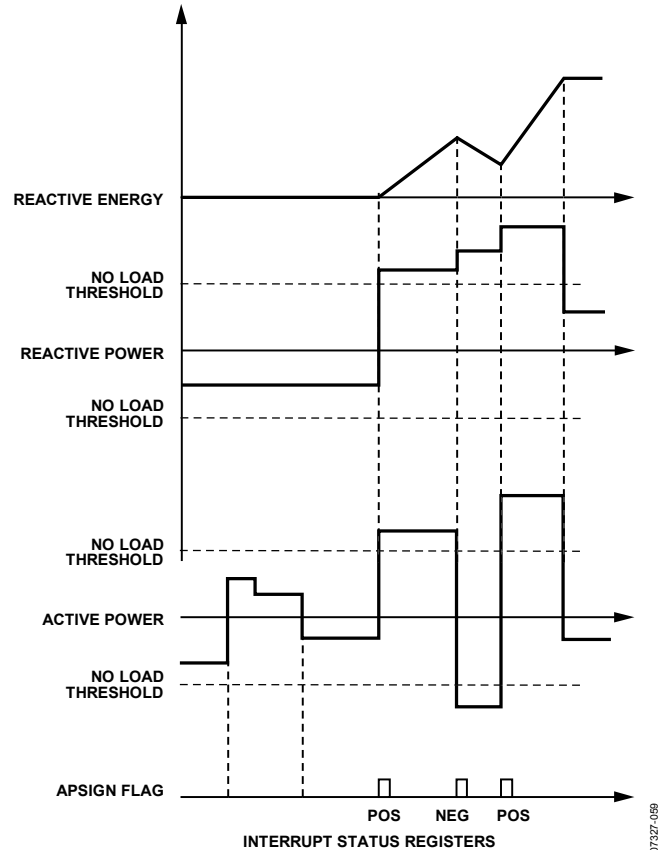 REACTIVE ENERGY
NO LOAD
THRESHOLD
REACTIVE POWER
NO LOAD
THRESHOLD
NO LOAD
THRESHOLD
ACTIVE POWER
NO LOAD
THRESHOLD
APSIGN FLAG
POS NEG POS
INTERRUPT STATUS REGISTERS
07327-059